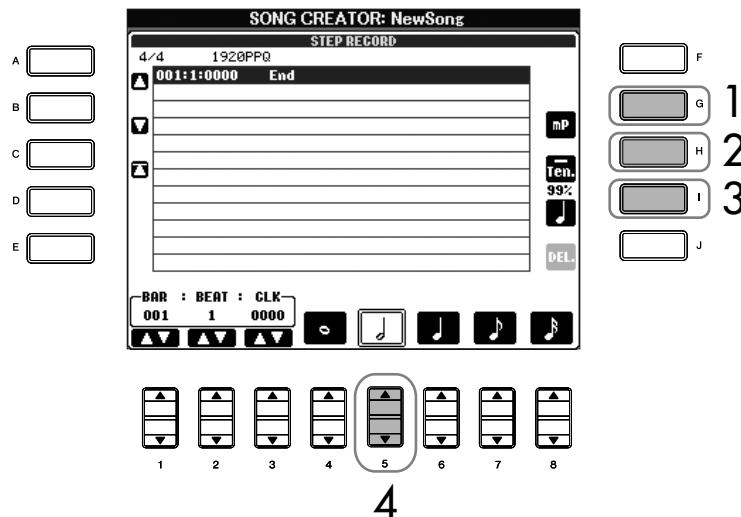 SONG CREATOR: NewSong
STEP RECORD
4/4 1920PPQ
001:1:0000 End
A
B
C
D
E
F
G 1
H 2
I 3
J
mP
Ten.
99%
DEL.
BAR : BEAT : CLK
001 1 0000
1 2 3 4 5 6 7 8
4